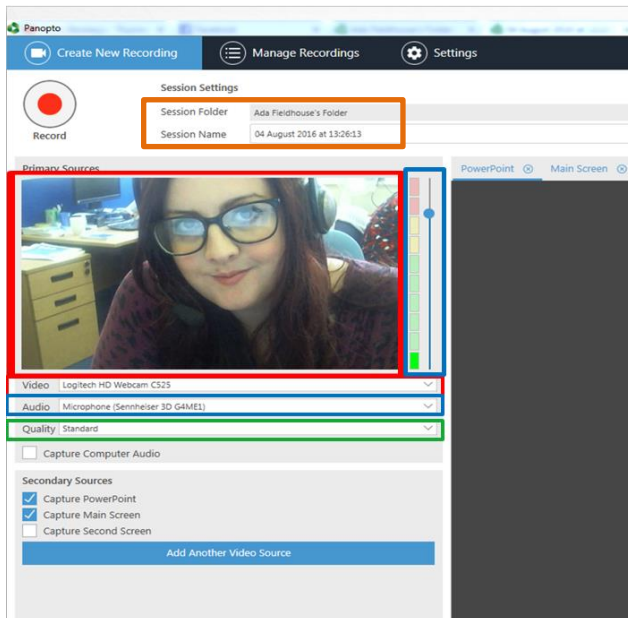 Panopto
Create New Recording Manage Recordings Settings
Session Settings
Session Folder Ada Fieldhouse's Folder
Session Name 04 August 2016 at 13:26:13
Record
Primary Sources
PowerPoint Main Screen
Video Logitech HD Webcam C525
Audio Microphone (Sennheiser 3D G4ME1)
Quality Standard
Capture Computer Audio
Secondary Sources
Capture PowerPoint
Capture Main Screen
Capture Second Screen
Add Another Video Source